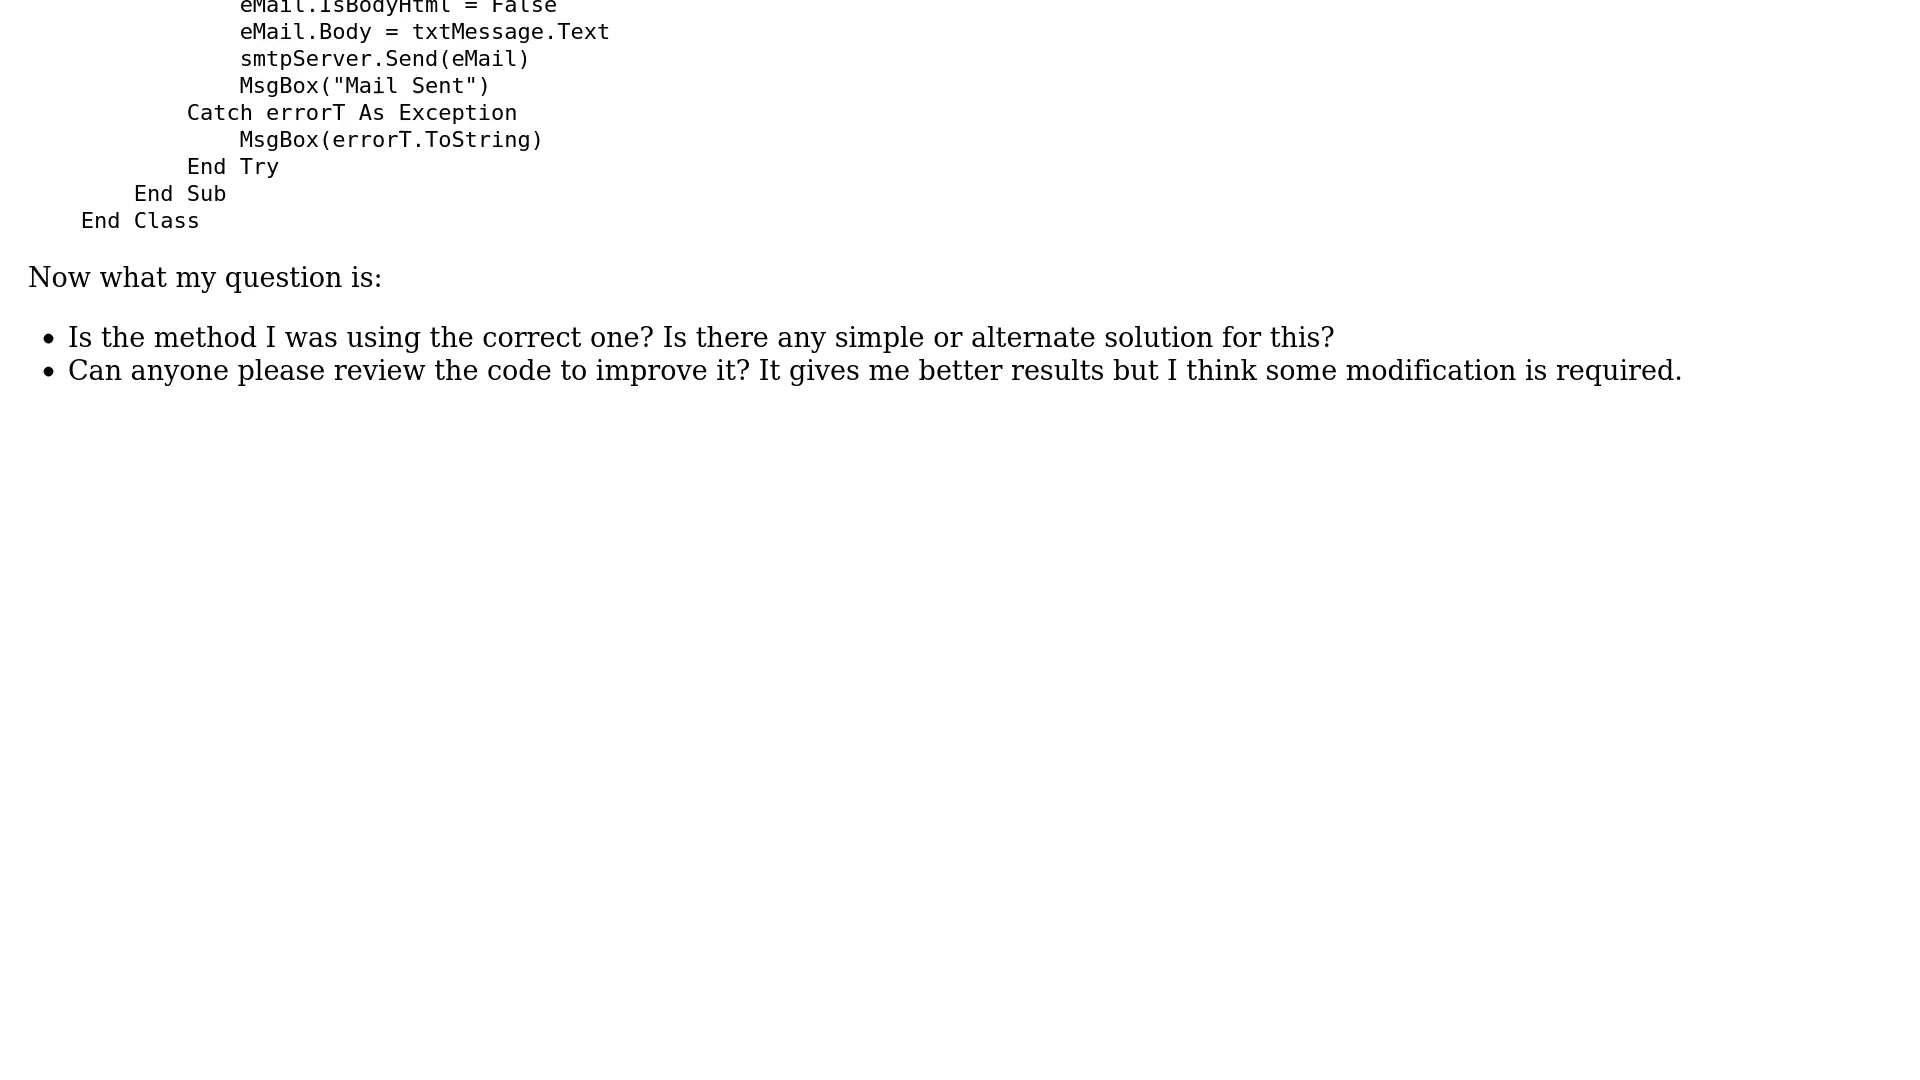 eMail.IsBodyHtml = False
eMail.Body = txtMessage.Text
smtpServer.Send(eMail)
MsgBox("Mail Sent")
Catch errorT As Exception
MsgBox(errorT.ToString)
End Try
End Sub
End Class
Now what my question is:
• Is the method I was using the correct one? Is there any simple or alternate solution for this?
• Can anyone please review the code to improve it? It gives me better results but I think some modification is required.